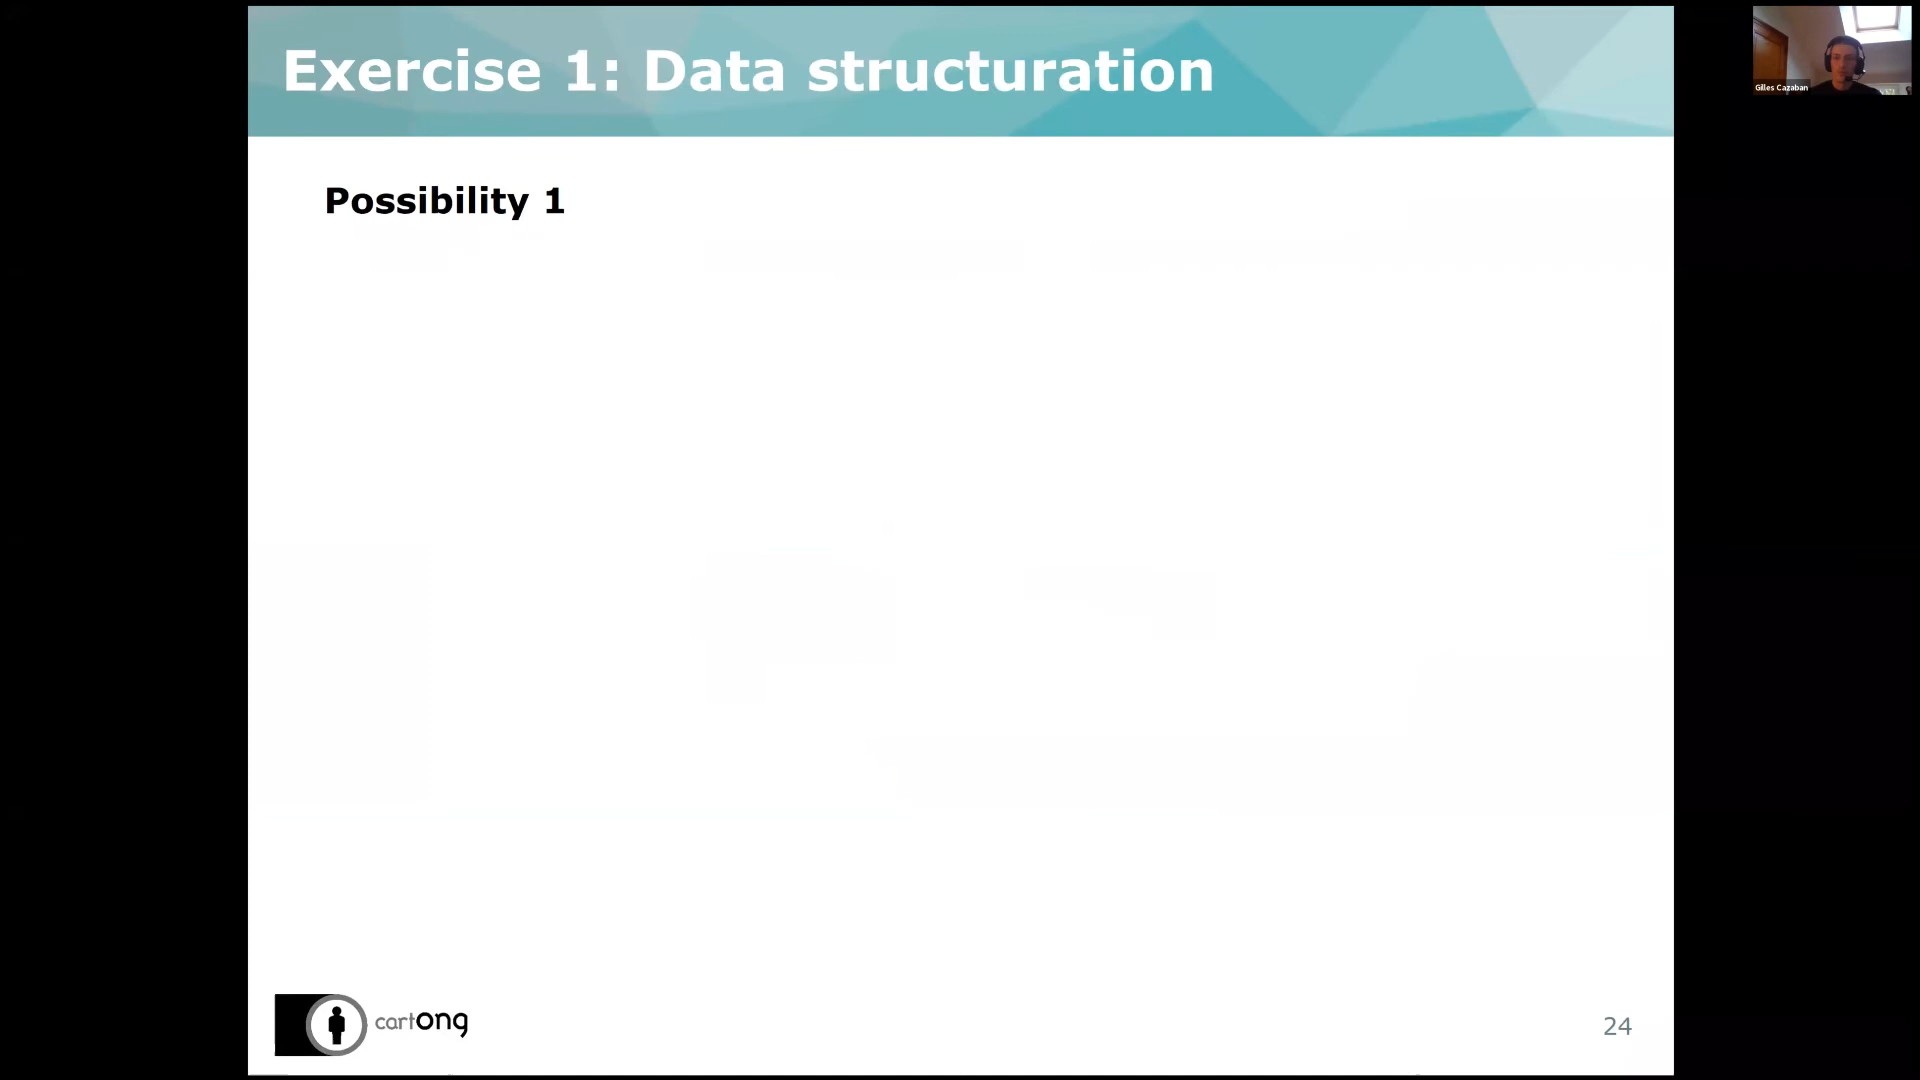 Exercise 1: Data structuration
Gilles Cazaban
Possibility 1
cartong
24